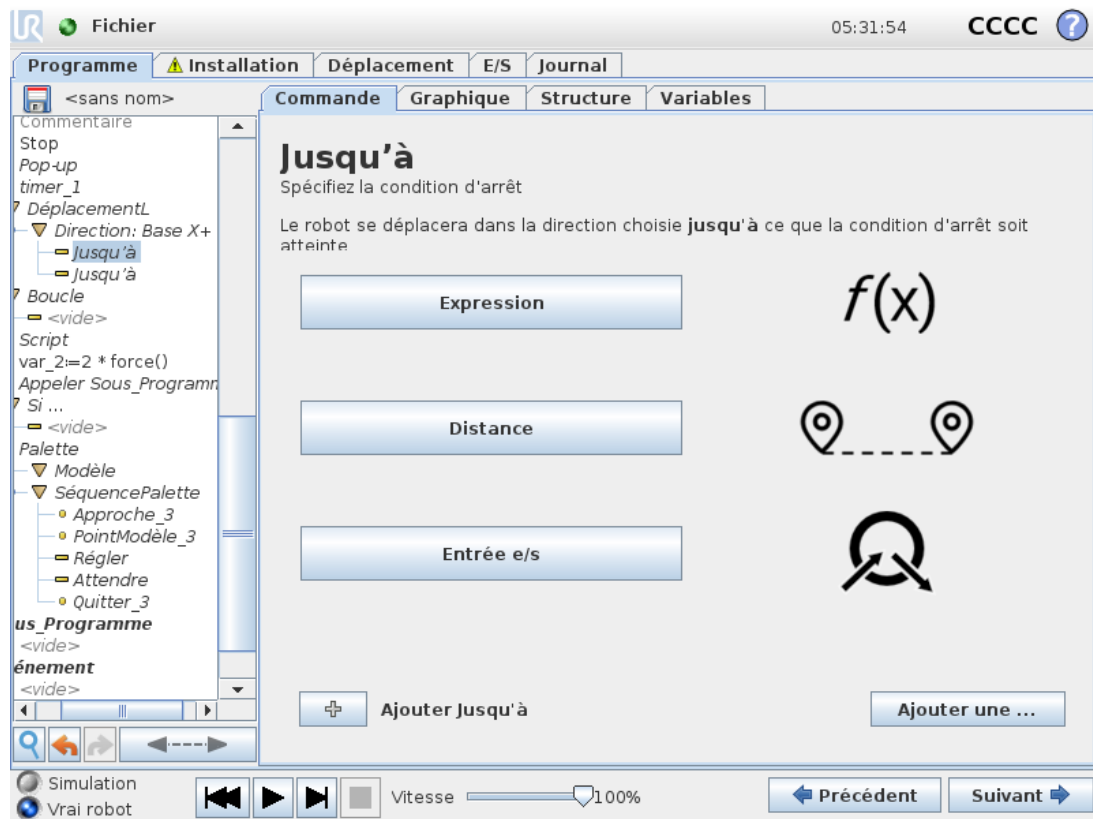 UR Fichier 05:31:54 CCCC ?
Programme Installation Déplacement E/S Journal
<sans nom> Commande Graphique Structure Variables
Commentaire
Stop
Pop-up
timer_1
DéplacementL
Direction: Base X+
Jusqu'à
Jusqu'à
Boucle
<vide>
Script
var_2:=2 * force()
Appeler Sous_Programm
Si ...
<vide>
Palette
Modèle
SéquencePalette
Approche_3
PointModèle_3
Régler
Attendre
Quitter_3
us_Programme
<vide>
énement
<vide>
Jusqu'à
Spécifiez la condition d'arrêt
Le robot se déplacera dans la direction choisie jusqu'à ce que la condition d'arrêt soit
atteinte
Expression f(x)
Distance
Entrée e/s
Ajouter Jusqu'à Ajouter une ...
Simulation
Vrai robot
Vitesse 100% Précédent Suivant